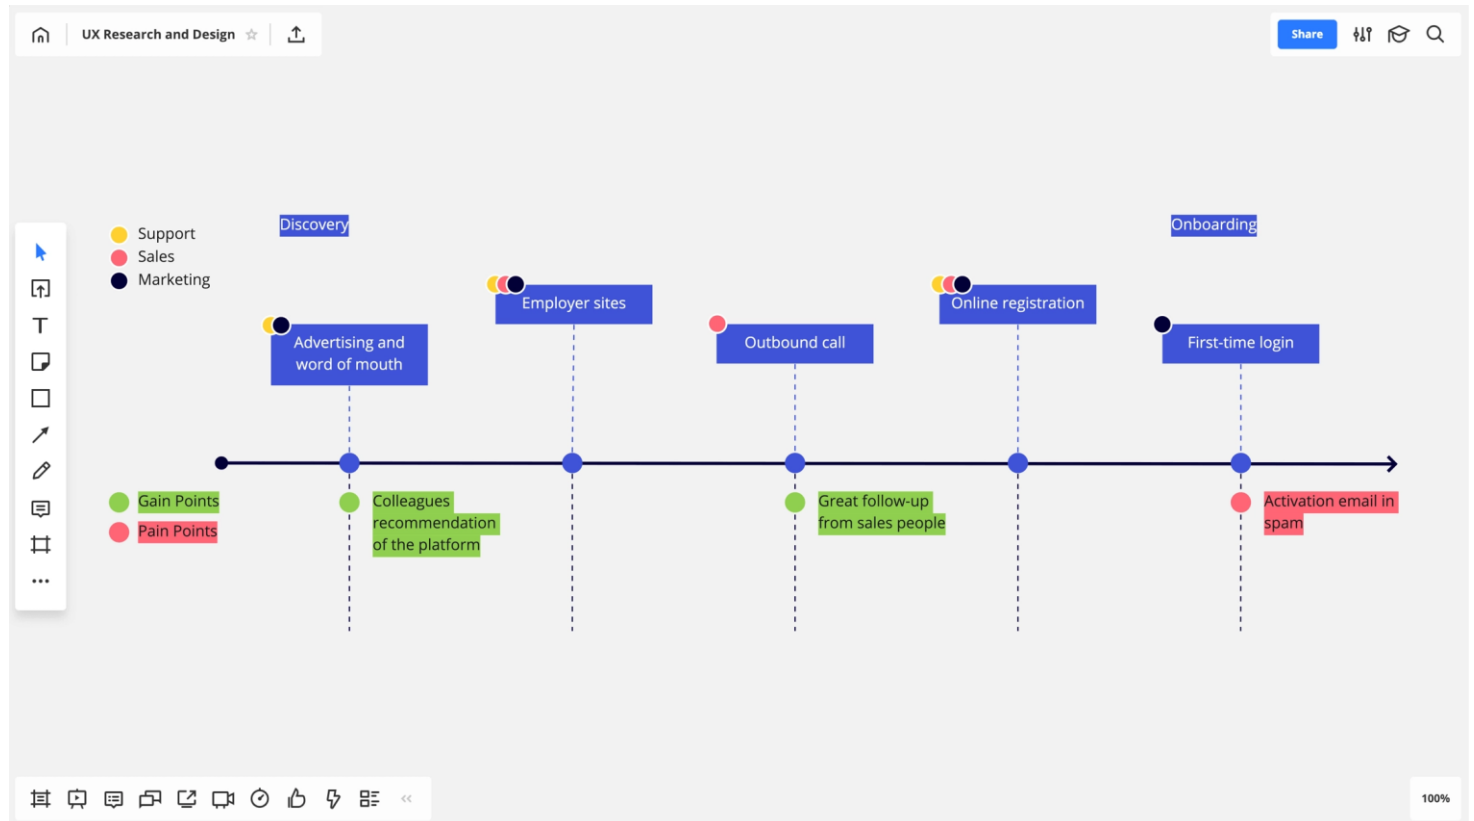 UX Research and Design
Share
Support
Sales
Marketing
Discovery
Onboarding
Employer sites
Online registration
Advertising and
word of mouth
Outbound call
First-time login
Gain Points
Pain Points
Colleagues
recommendation
of the platform
Great follow-up
from sales people
Activation email in
spam
100%